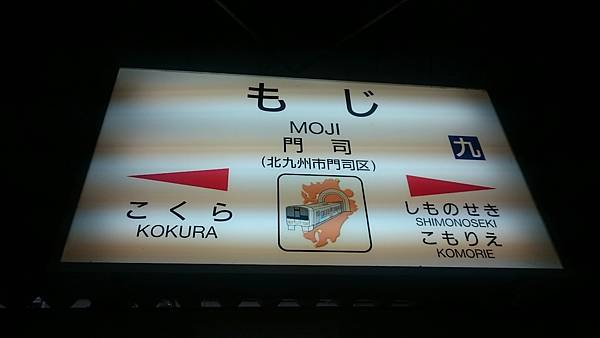 もじ
MOJI
門司
(北九州市門司区)
九
こくら
KOKURA
しものせき
SHIMONOSEKI
こもりえ
KOMORIE